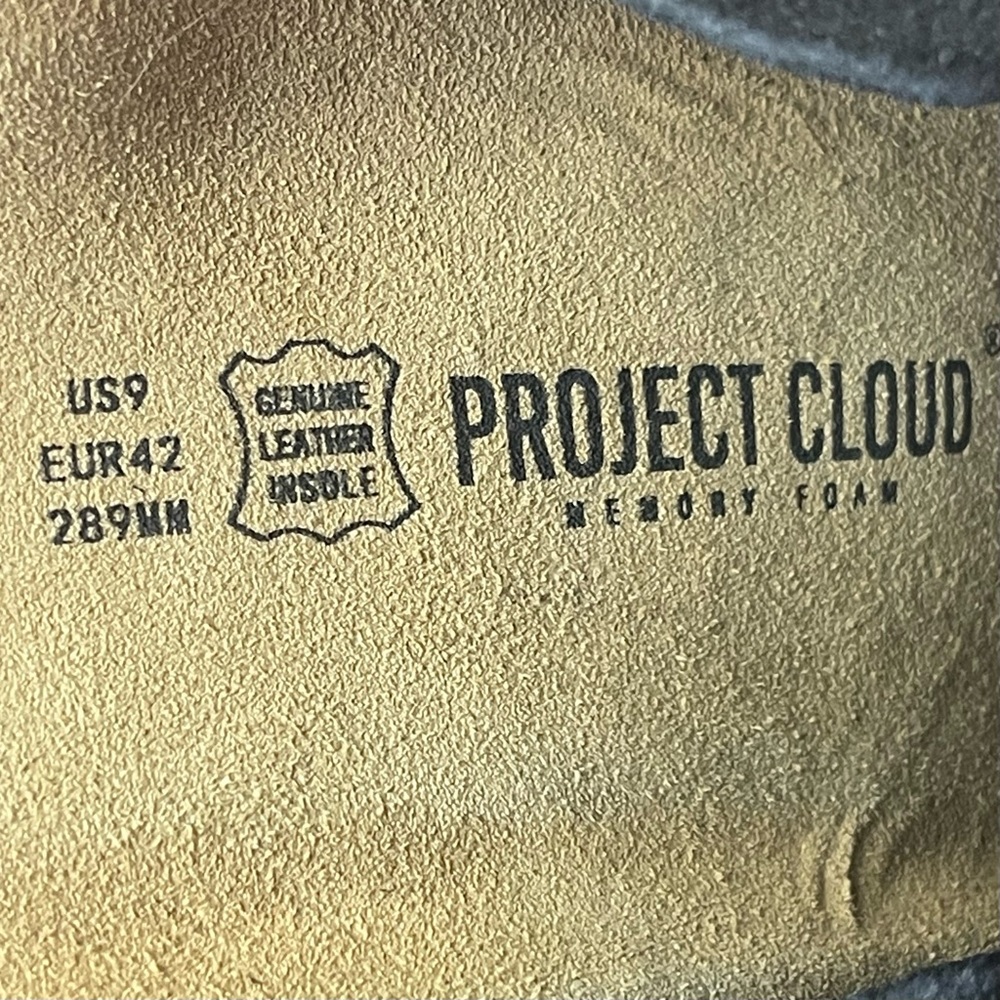 US9
EUR42
289MM
GENUINE
LEATHER
INSOLE
PROJECT CLOUD
MEMORY FOAM